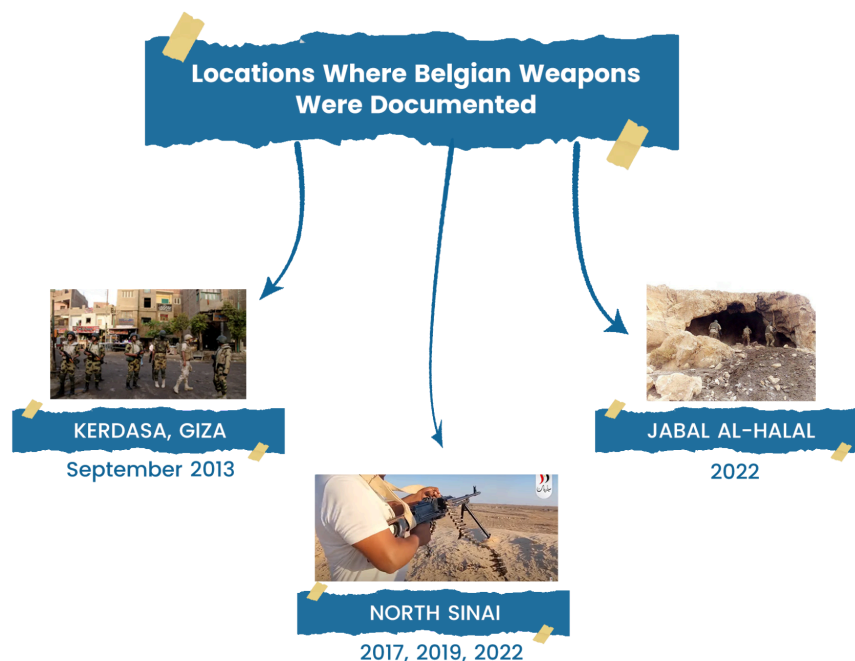 Locations Where Belgian Weapons
Were Documented
KERDASA, GIZA
September 2013
JABAL AL-HALAL
2022
NORTH SINAI
2017, 2019, 2022